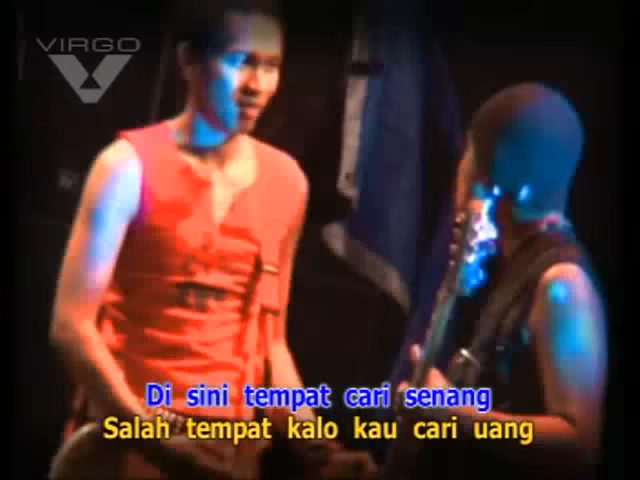 VIRGO
Di sini tempat cari senang
Salah tempat kalo kau cari uang